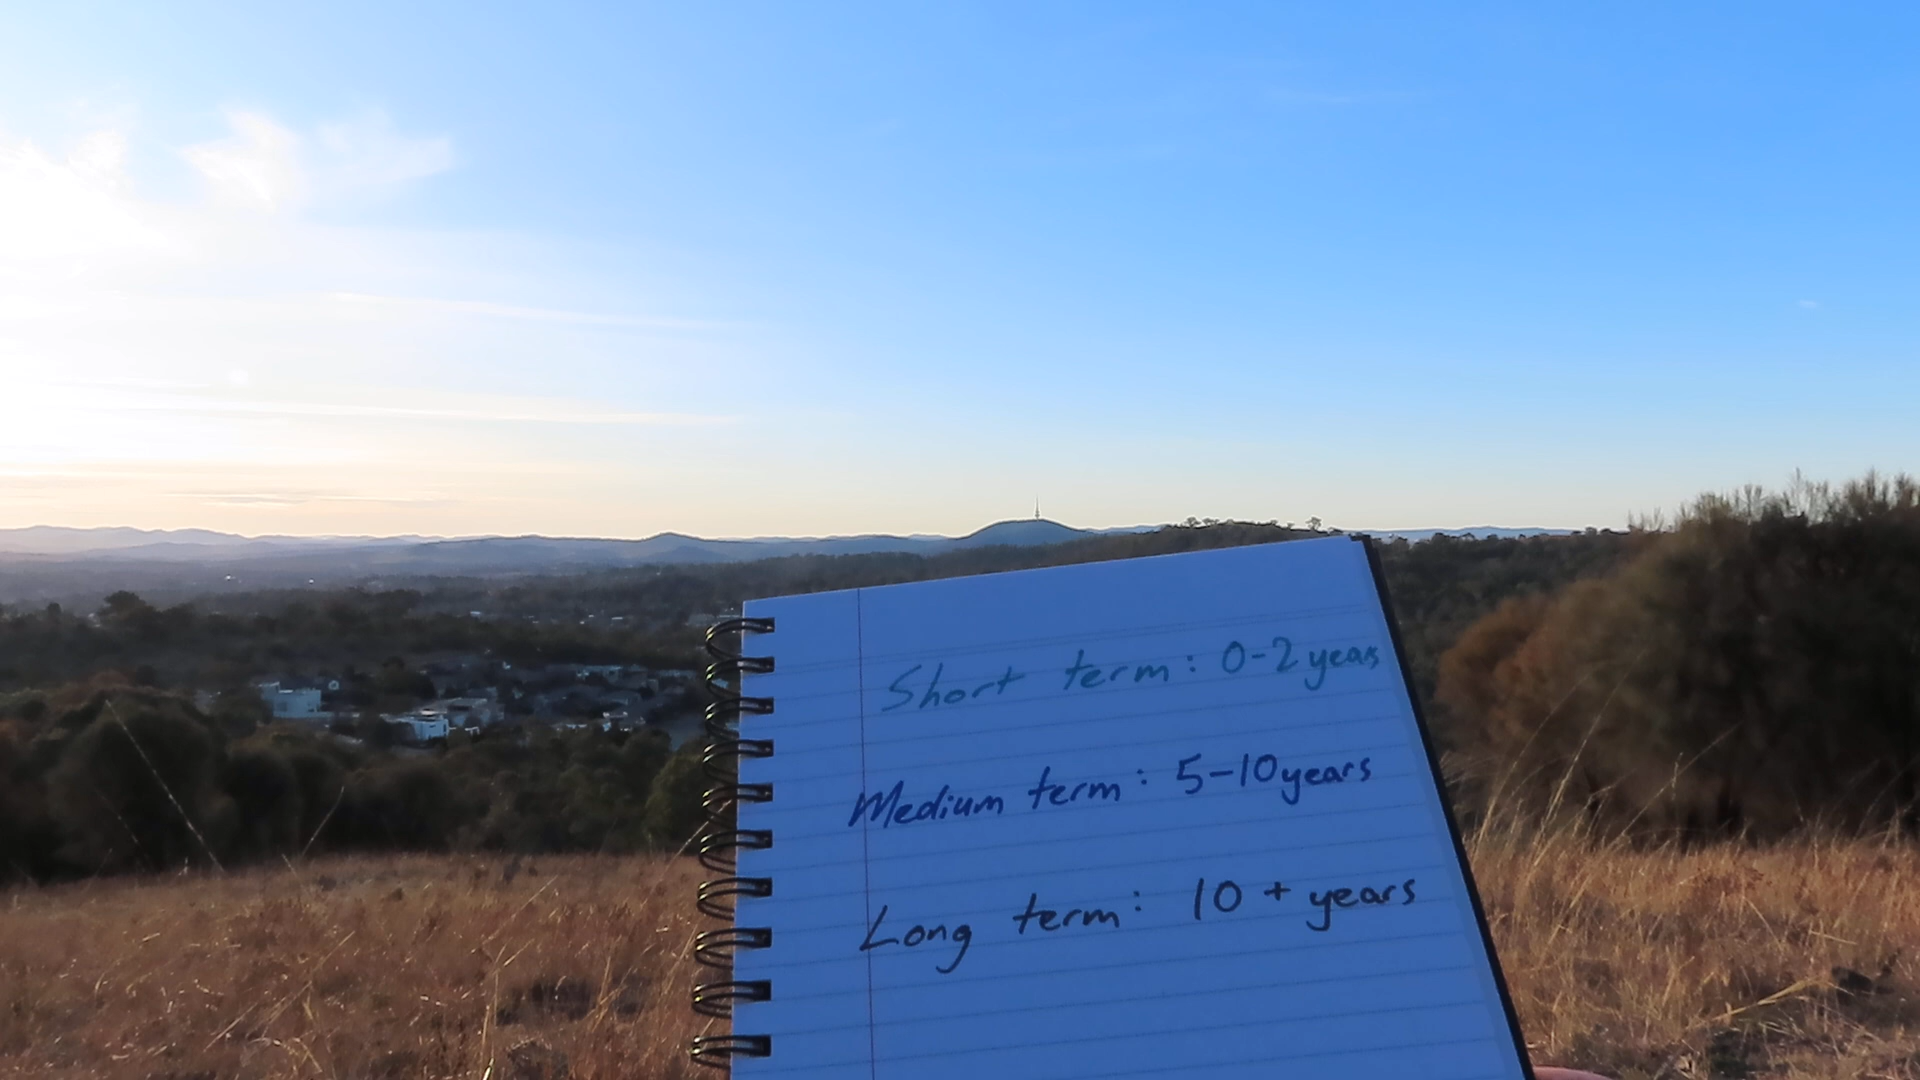 Short term: 0-2 years
Medium term: 5-10 years
Long term: 10+ years